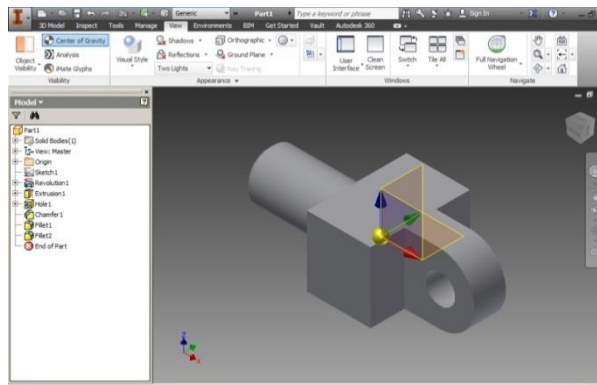 Generic
Part1
Type a keyword or phrase
Sign In
3D Model Inspect Tools Manage View Environments BIM Get Started Vault Autodesk 360
Object Visibility
Center of Gravity
Analysis
iMate Glyphs
Visibility
Visual Style
Shadows
Reflections
Two Lights
Orthographic
Ground Plane
Ray Tracing
Appearance
User Interface
Clean Screen
Switch
Tile All
Windows
Full Navigation Wheel
Navigate
Model
Part1
Solid Bodies(1)
View: Master
Origin
Sketch1
Revolution1
Extrusion1
Hole1
Chamfer1
Fillet1
Fillet2
End of Part
Z
X